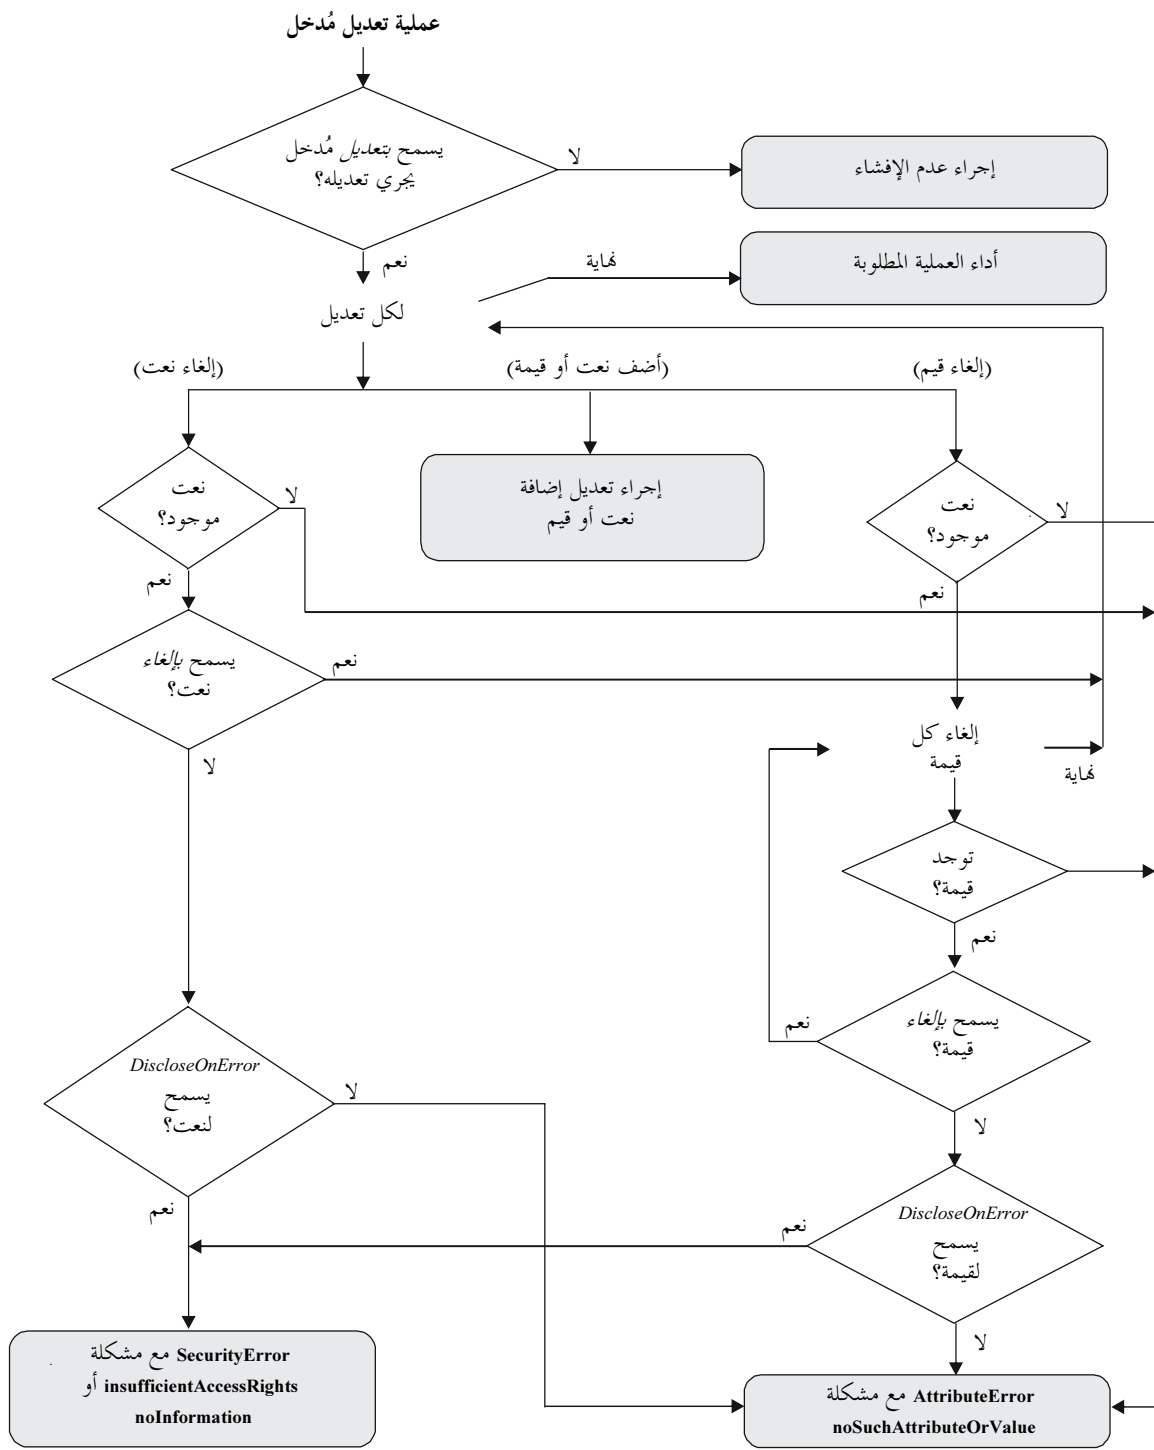 عملية تعديل مُدخل
يسمح بتعديل مُدخل
يجري تعديله؟
لا
إجراء عدم الإفشاء
نعم
نهاية
أداء العملية المطلوبة
لكل تعديل
(إلغاء قيم)
(أضف نعت أو قيمة)
(إلغاء نعت)
نعت
موجود؟
لا
إجراء تعديل إضافة
نعت أو قيم
نعت
موجود؟
لا
نعم
نعم
يسمح بإلغاء
نعت؟
نعم
لا
إلغاء كل
قيمة
نهاية
توجد
قيمة؟
نعم
يسمح بإلغاء
قيمة؟
نعم
لا
DiscloseOnError
يسمح
لنعت؟
لا
نعم
DiscloseOnError
يسمح
لقيمة؟
نعم
لا
SecurityError مع مشكلة
insufficientAccessRights أو
noInformation
AttributeError مع مشكلة
noSuchAttributeOrValue